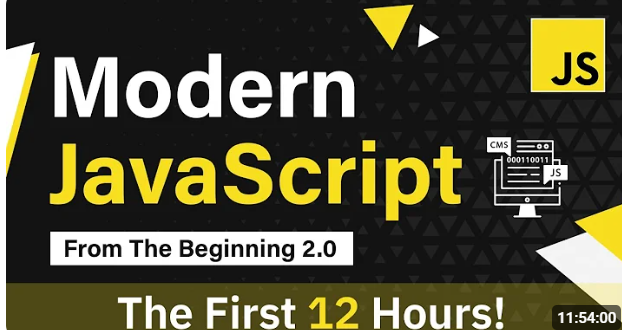 JS
Modern
JavaScript
CMS
000110011
JS
From The Beginning 2.0
The First 12 Hours!
11:54:00